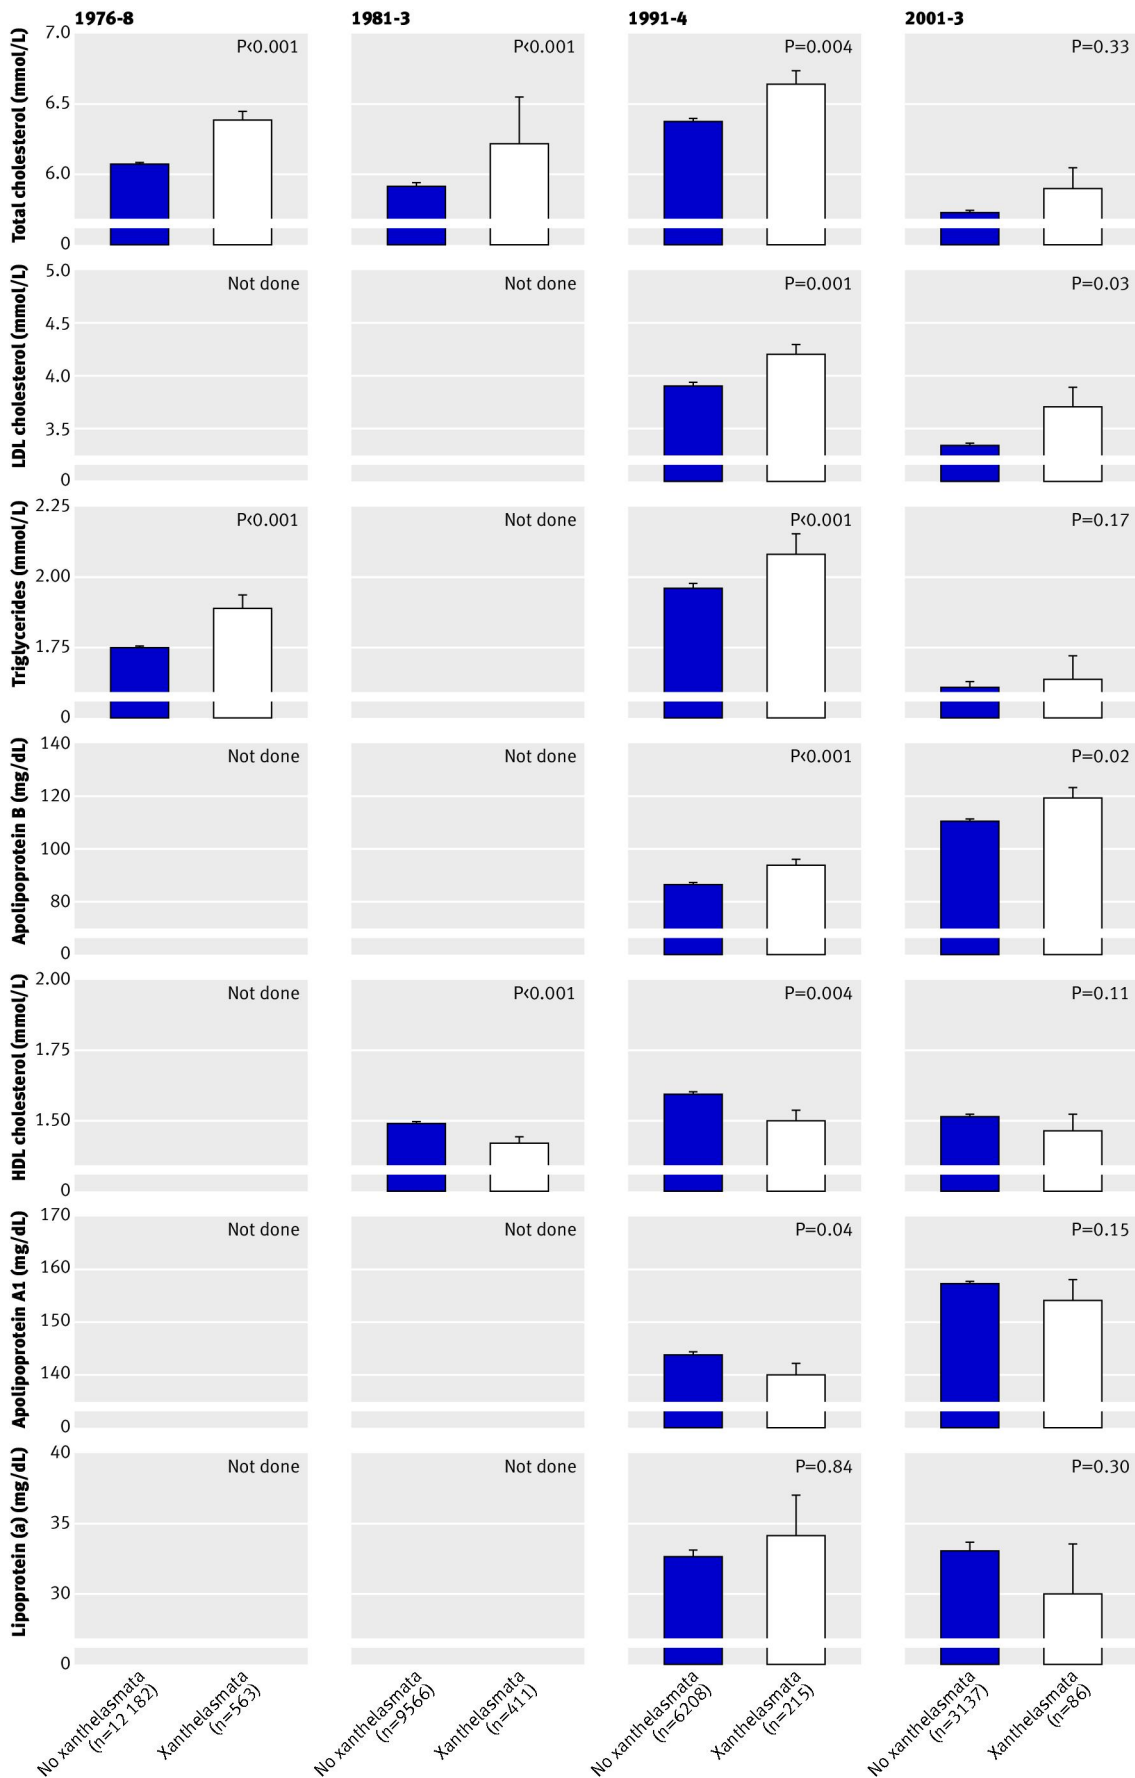 1976-8
1981-3
1991-4
2001-3
Total cholesterol (mmol/L)
7.0
6.5
6.0
0
P<0.001
P<0.001
P=0.004
P=0.33
LDL cholesterol (mmol/L)
5.0
4.5
4.0
3.5
0
Not done
Not done
P=0.001
P=0.03
Triglycerides (mmol/L)
2.25
2.00
1.75
0
P<0.001
Not done
P<0.001
P=0.17
Apolipoprotein B (mg/dL)
140
120
100
80
0
Not done
Not done
P<0.001
P=0.02
HDL cholesterol (mmol/L)
2.00
1.75
1.50
0
Not done
P<0.001
P=0.004
P=0.11
Apolipoprotein A1 (mg/dL)
170
160
150
140
0
Not done
Not done
P=0.04
P=0.15
Lipoprotein (a) (mg/dL)
40
35
30
0
Not done
Not done
P=0.84
P=0.30
No xanthelasmata
(n=12 182)
Xanthelasmata
(n=563)
No xanthelasmata
(n=9566)
Xanthelasmata
(n=411)
No xanthelasmata
(n=6208)
Xanthelasmata
(n=215)
No xanthelasmata
(n=3137)
Xanthelasmata
(n=86)